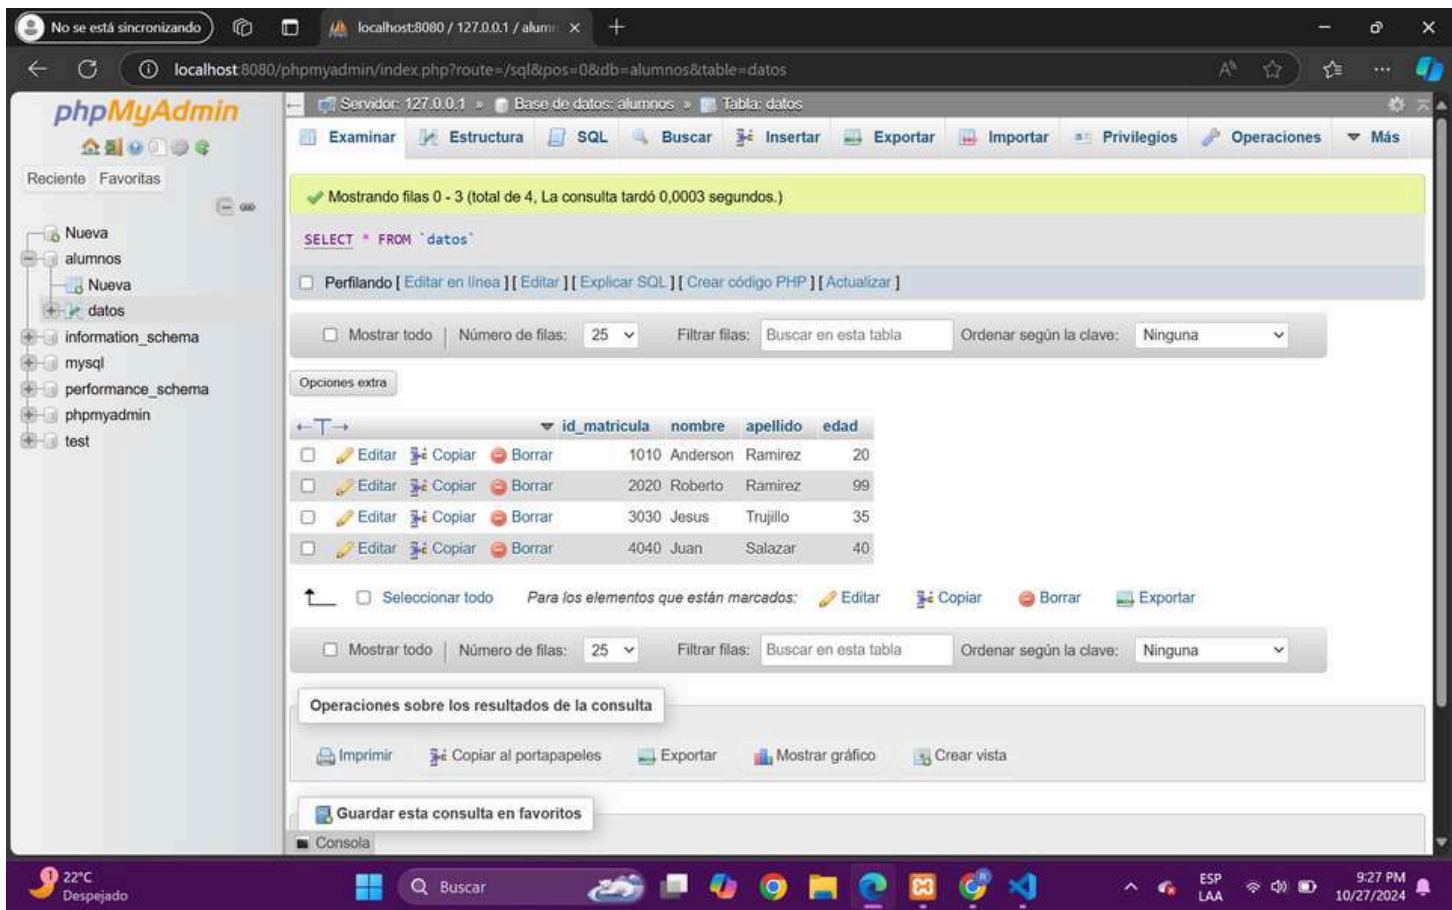 No se está sincronizando
localhost:8080 / 127.0.0.1 / alum
localhost:8080/phpmyadmin/index.php?route=/sql&pos=0&db=alumnos&table=datos
phpMyAdmin
Reciente Favoritas
Nueva
alumnos
Nueva
datos
information_schema
mysql
performance_schema
phpmyadmin
test
Servidor: 127.0.0.1 » Base de datos: alumnos » Tabla: datos
Examinar Estructura SQL Buscar Insertar Exportar Importar Privilegios Operaciones Más
Mostrando filas 0 - 3 (total de 4, La consulta tardó 0,0003 segundos.)
SELECT * FROM `datos`
Perfilando [ Editar en línea ] [ Editar ] [ Explicar SQL ] [ Crear código PHP ] [ Actualizar ]
Mostrar todo | Número de filas: 25 Filtrar filas: Buscar en esta tabla Ordenar según la clave: Ninguna
Opciones extra
←T→ id_matricula nombre apellido edad
Editar Copiar Borrar 1010 Anderson Ramirez 20
Editar Copiar Borrar 2020 Roberto Ramirez 99
Editar Copiar Borrar 3030 Jesus Trujillo 35
Editar Copiar Borrar 4040 Juan Salazar 40
Seleccionar todo Para los elementos que están marcados: Editar Copiar Borrar Exportar
Mostrar todo | Número de filas: 25 Filtrar filas: Buscar en esta tabla Ordenar según la clave: Ninguna
Operaciones sobre los resultados de la consulta
Imprimir Copiar al portapapeles Exportar Mostrar gráfico Crear vista
Guardar esta consulta en favoritos
Consola
1 22°C
Despejado
Buscar
ESP
LAA
9:27 PM
10/27/2024